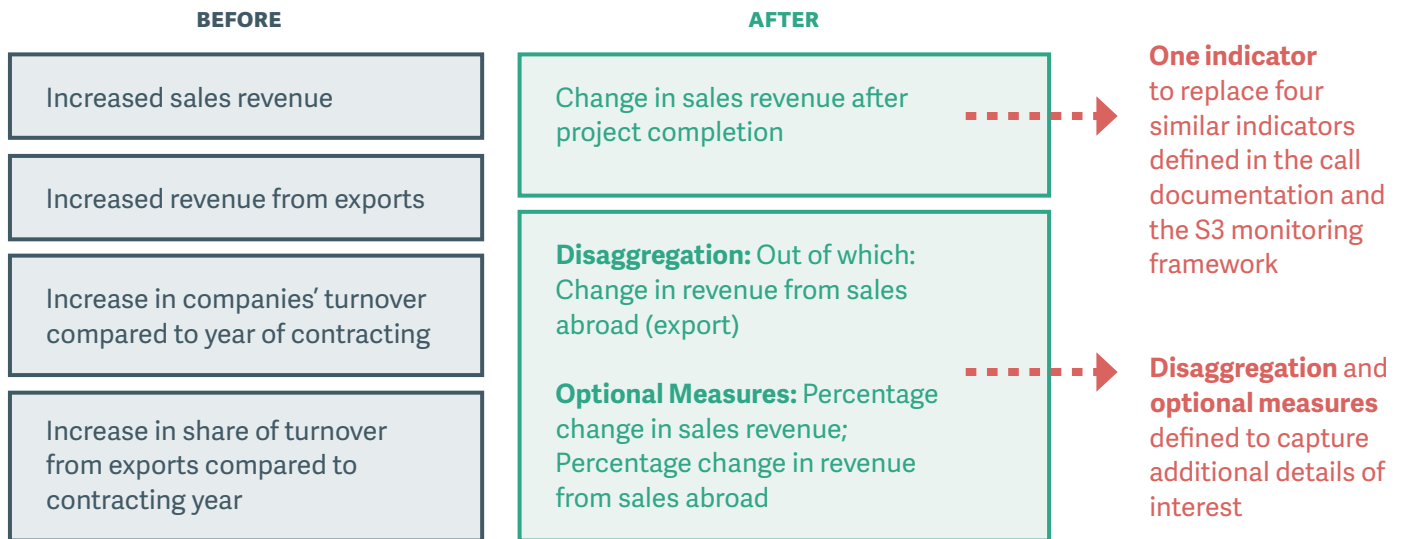 BEFORE
Increased sales revenue
Increased revenue from exports
Increase in companies’ turnover
compared to year of contracting
Increase in share of turnover
from exports compared to
contracting year
AFTER
Change in sales revenue after
project completion
Disaggregation: Out of which:
Change in revenue from sales
abroad (export)
Optional Measures: Percentage
change in sales revenue;
Percentage change in revenue
from sales abroad
One indicator
to replace four
similar indicators
defined in the call
documentation and
the S3 monitoring
framework
Disaggregation and
optional measures
defined to capture
additional details of
interest